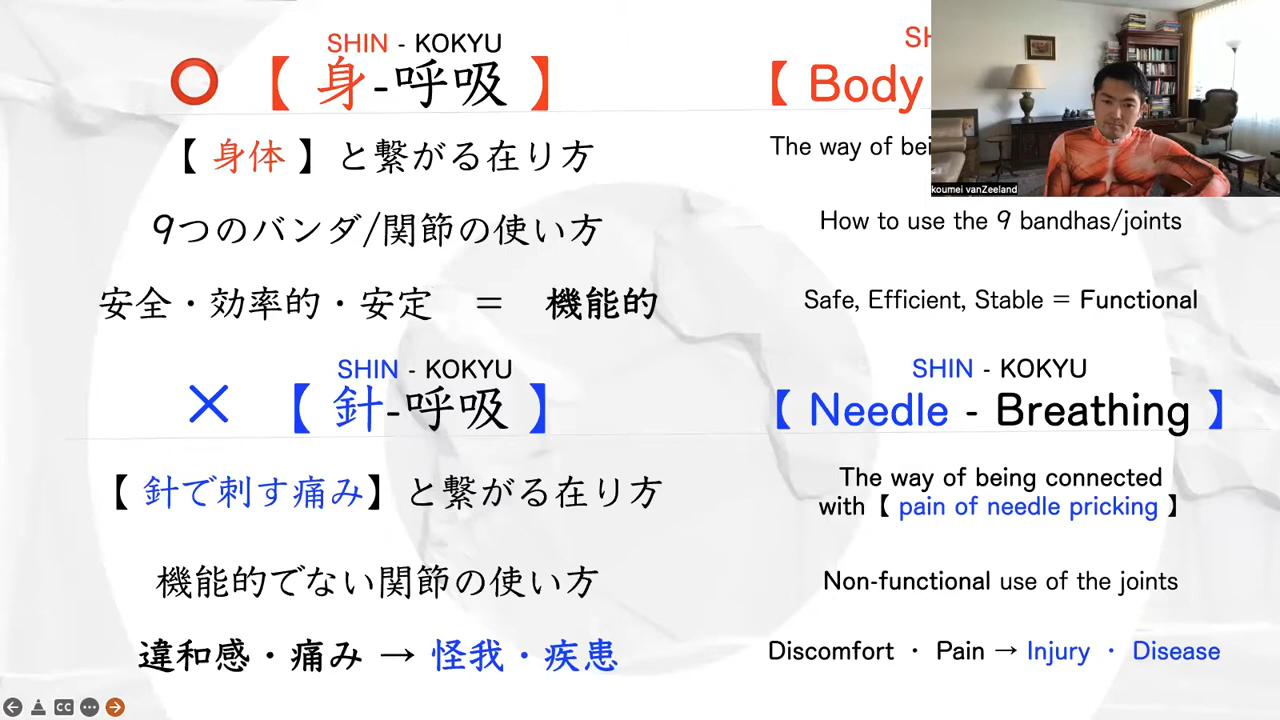 SHIN - KOKYU
【 身-呼吸 】
【 身体 】と繋がる在り方
9つのバンダ/関節の使い方
安全・効率的・安定 = 機能的
【 Body
The way of
How to use the 9 bandhas/joints
Safe, Efficient, Stable = Functional
koumei vanZeeland
SHIN - KOKYU
【 針-呼吸 】
【 針で刺す痛み】と繋がる在り方
機能的でない関節の使い方
違和感・痛み → 怪我・疾患
SHIN - KOKYU
【 Needle - Breathing 】
The way of being connected
with【 pain of needle pricking 】
Non-functional use of the joints
Discomfort ・ Pain → Injury ・ Disease
CC